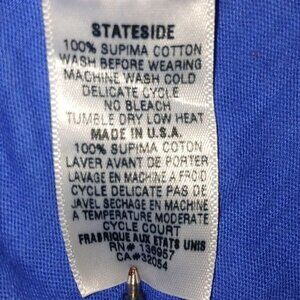 STATESIDE
100% SUPIMA COTTON
WASH BEFORE WEARING
MACHINE WASH COLD
DELICATE CYCLE
NO BLEACH
TUMBLE DRY LOW HEAT
MADE IN U.S.A.
100% SUPIMA COTON
LAVER AVANT DE PORTER
LAVAGE EN MACHINE A FROID
CYCLE DELICATE PAS DE
JAVEL SECHAGE EN MACHINE
A TEMPERATURE MODERATE
CYCLE COURT
FRABRIQUE AUX ETATS UNIS
RN# 136957
CA#32054